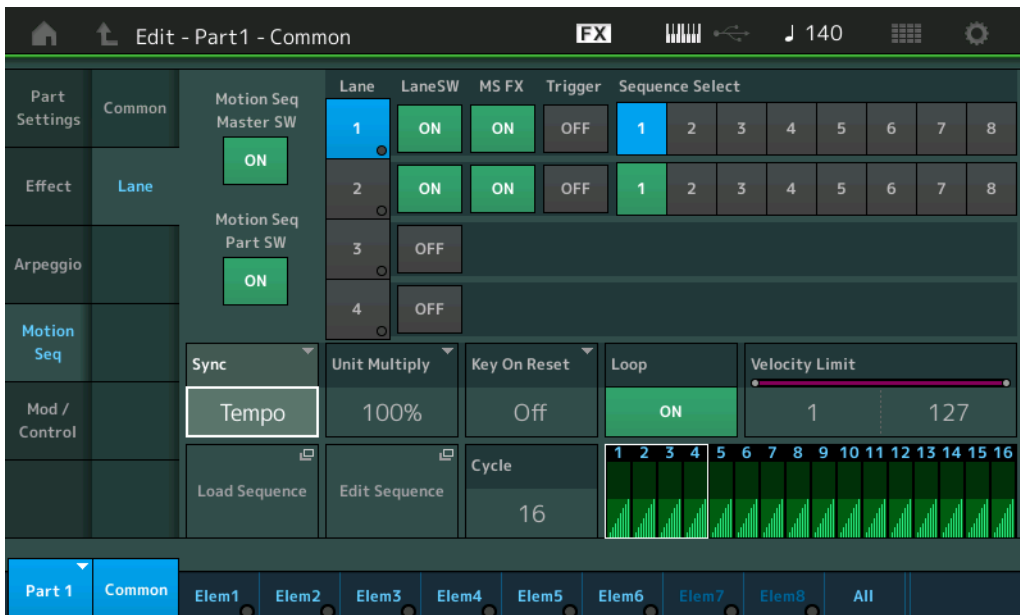 Edit - Part1 - Common FX ♩ 140
Part Settings
Common
Effect
Lane
Arpeggio
Motion Seq
Mod / Control
Motion Seq Master SW
ON
Motion Seq Part SW
ON
Lane LaneSW MS FX Trigger Sequence Select
1 ON ON OFF 1 2 3 4 5 6 7 8
2 ON ON OFF 1 2 3 4 5 6 7 8
3 OFF
4 OFF
Sync Unit Multiply Key On Reset Loop Velocity Limit
Tempo 100% Off ON 1 127
Load Sequence Edit Sequence Cycle 1 2 3 4 5 6 7 8 9 10 11 12 13 14 15 16
16
Part 1 Common Elem1 Elem2 Elem3 Elem4 Elem5 Elem6 Elem7 Elem8 All